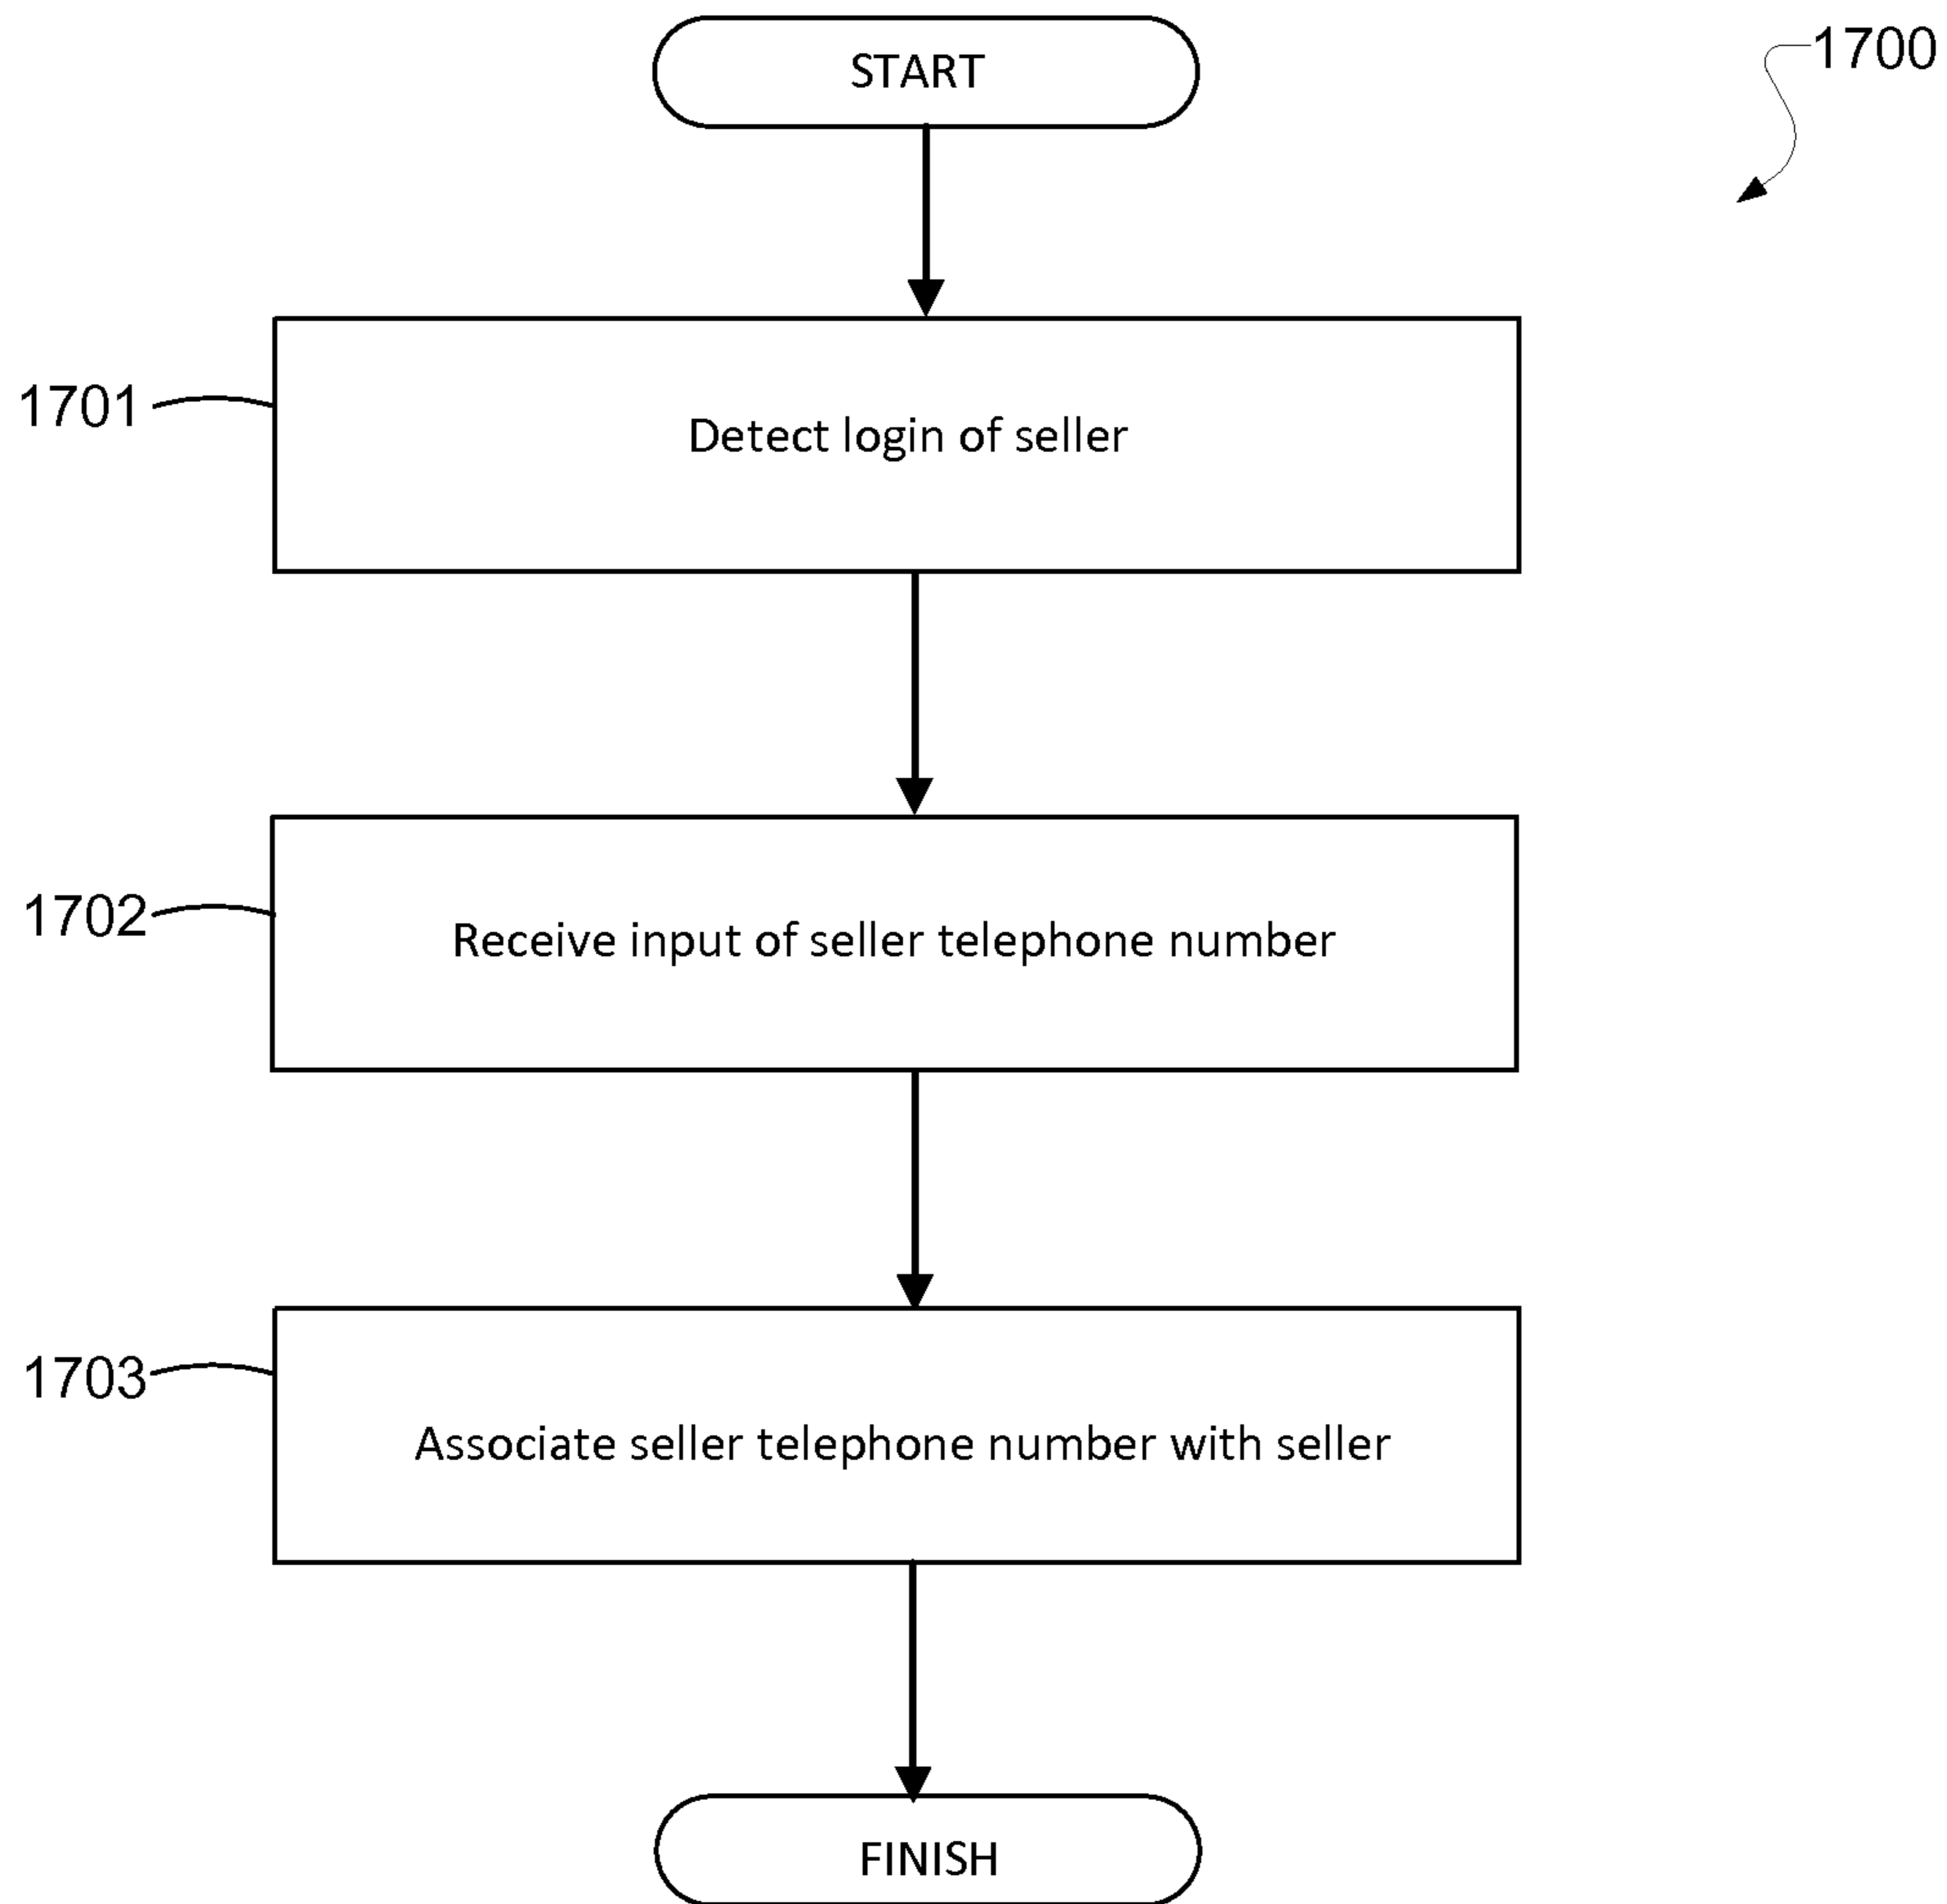 START
1700
1701
Detect login of seller
1702
Receive input of seller telephone number
1703
Associate seller telephone number with seller
FINISH